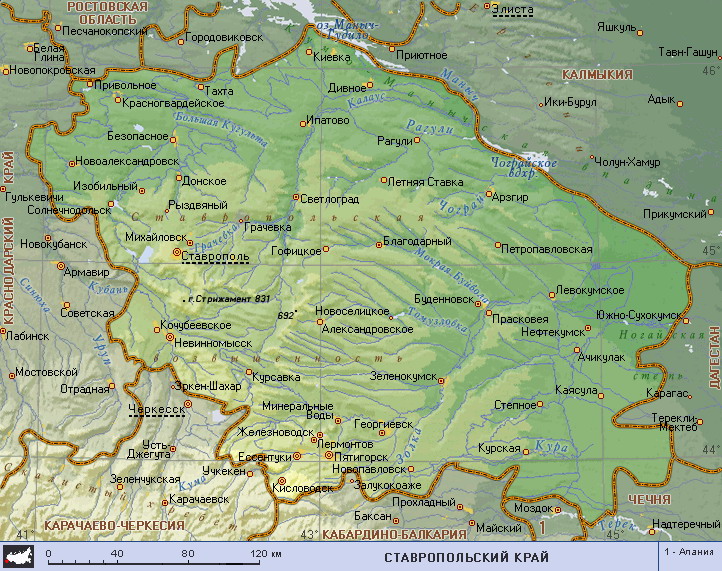 РОСТОВСКАЯ
ОБЛАСТЬ
Элиста
Песчанокопский
оз. Маныч-
Гудило
Яшкуль
Городовиковск
Белая
Глина
Киевка
Приютное
Тавн-Гашун
Новопокровская
46°
КАЛМЫКИЯ
Привольное
Тахта
Дивное
Маныч
Красногвардейское
Калаус
Ики-Бурул
Адык
Большая Кугульта
Ипатово
Рагули
Безопасное
Рагули
Чограйское
вдхр.
Чолун-Хамур
КРАСНОДАРСКИЙ КРАЙ
Новоалександровск
Изобильный
Донское
Летняя Ставка
Гулькевичи
Светлоград
Арзгир
Чограй
Солнечнодольск
Рыздвяный
Прикумский
Ставропольская
Грачевка
Михайловск
Грачевка
Новокубанск
Благодарный
Петропавловская
45°
Ставрополь
Гофицкое
Мокрая Буйвола
Армавир
Синюха
Кубань
г.Стрижамент 831
Левокумское
Буденновск
692
Новоселицкое
Советская
Томузловка
Прасковея
Южно-Сухокумск
Кочубеевское
Александровское
Нефтекумск
Лабинск
Невинномысск
Ногайская
степь
Уруп
возвышенность
Ачикулак
ДАГЕСТАН
Мостовской
Курсавка
Зеленокумск
Отрадная
Эркен-Шахар
Каясула
Карагас
Черкесск
Минеральные
Воды
Степное
Георгиевск
Терекли-
Мектеб
Железноводск
Лермонтов
Усть
Джегута
Золка
Курская
Кура
44°
Ессентуки
Пятигорск
Учкекен
Новопавловск
Зеленчукская
Кума
Залукокоаже
Скалистый хребет
Кисловодск
Карачаевск
ЧЕЧНЯ
Прохладный
Моздок
Баксан
КАРАЧАЕВО-ЧЕРКЕСИЯ
Майский
1
Терек
Надтеречный
41°
43°
КАБАРДИНО-БАЛКАРИЯ
45°
0 40 80 120 км
СТАВРОПОЛЬСКИЙ КРАЙ
1 - Алания